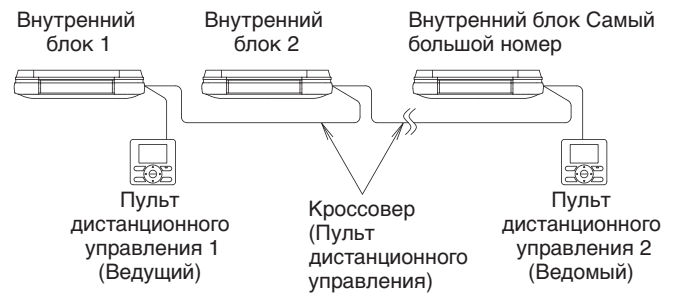 Внутренний
блок 1
Внутренний
блок 2
Внутренний блок Самый
большой номер
Пульт
дистанционного
управления 1
(Ведущий)
Кроссовер
(Пульт
дистанционного
управления)
Пульт
дистанционного
управления 2
(Ведомый)